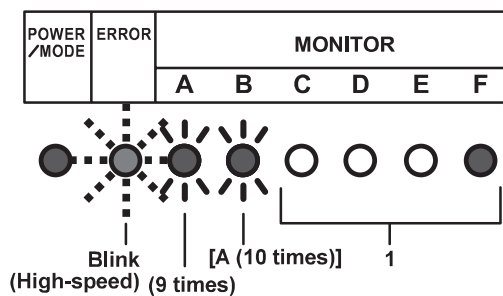 POWER
/MODE
ERROR
MONITOR
A B C D E F
Blink
(High-speed)
(9 times)
[A (10 times)]
1